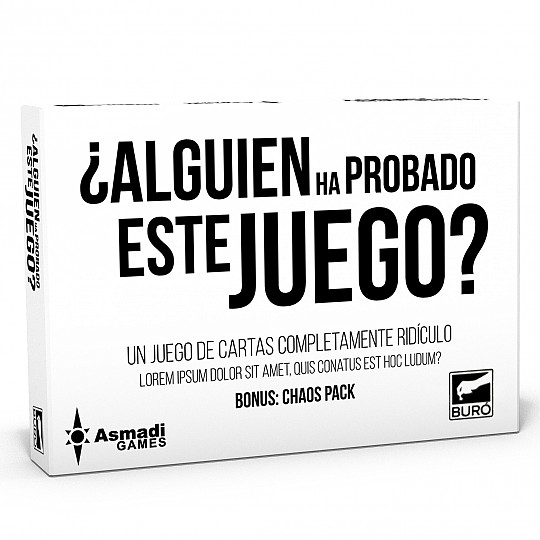 ¿ALGUIEN HA PROBADO
ESTE JUEGO?
UN JUEGO DE CARTAS COMPLETAMENTE RIDÍCULO
LOREM IPSUM DOLOR SIT AMET, QUIS CONATUS EST HOC LUDUM?
BONUS: CHAOS PACK
Asmadi
GAMES
BURÓ
¿ALGUIEN HA PROBADO
ESTE
JUEGO?
BURÓ